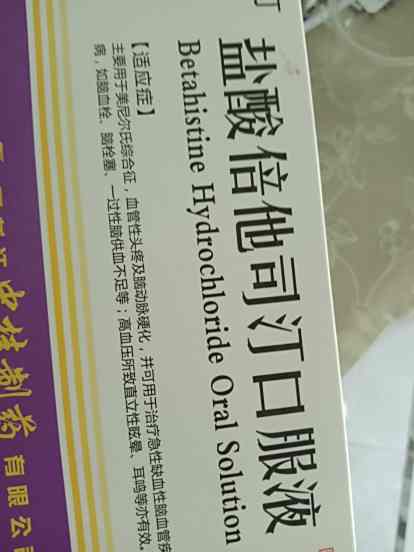 盐酸倍他司汀口服液
Betahistine Hydrochloride Oral Solution
【适应症】
主要用于美尼尔氏综合征，血管性头疼及脑动脉硬化，并可用于治疗急性缺血性脑血管疾
病，如脑血栓、脑栓塞、一过性脑供血不足等；高血压所致直立性眩晕、耳鸣等亦有效。
制药有限公